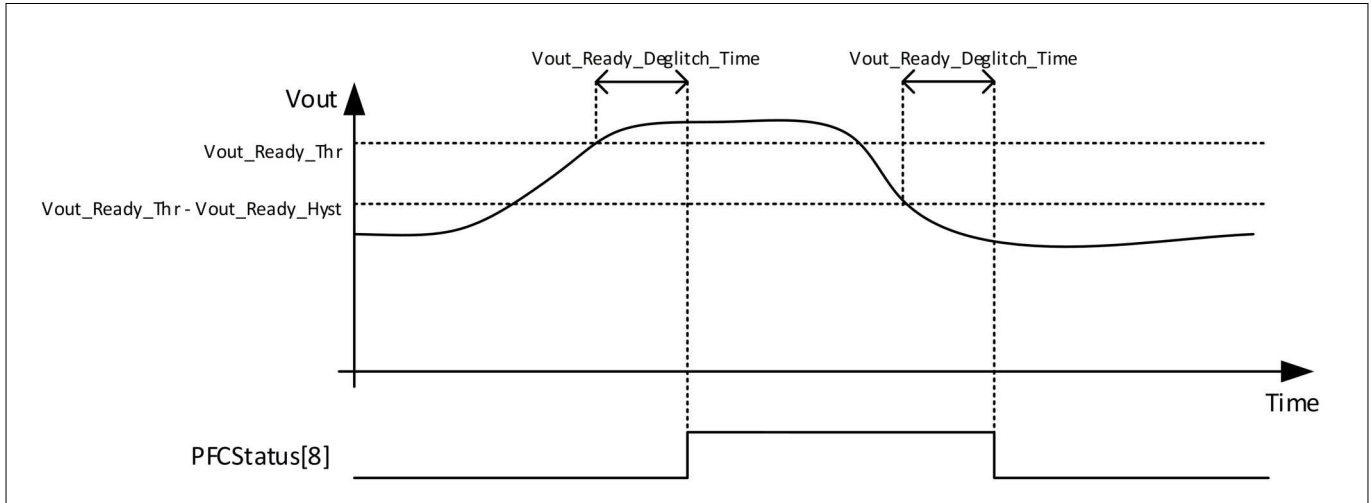 Vout_Ready_Deglitch_Time
Vout_Ready_Deglitch_Time
Vout
Vout_Ready_Thr
Vout_Ready_Thr - Vout_Ready_Hyst
Time
PFCStatus[8]